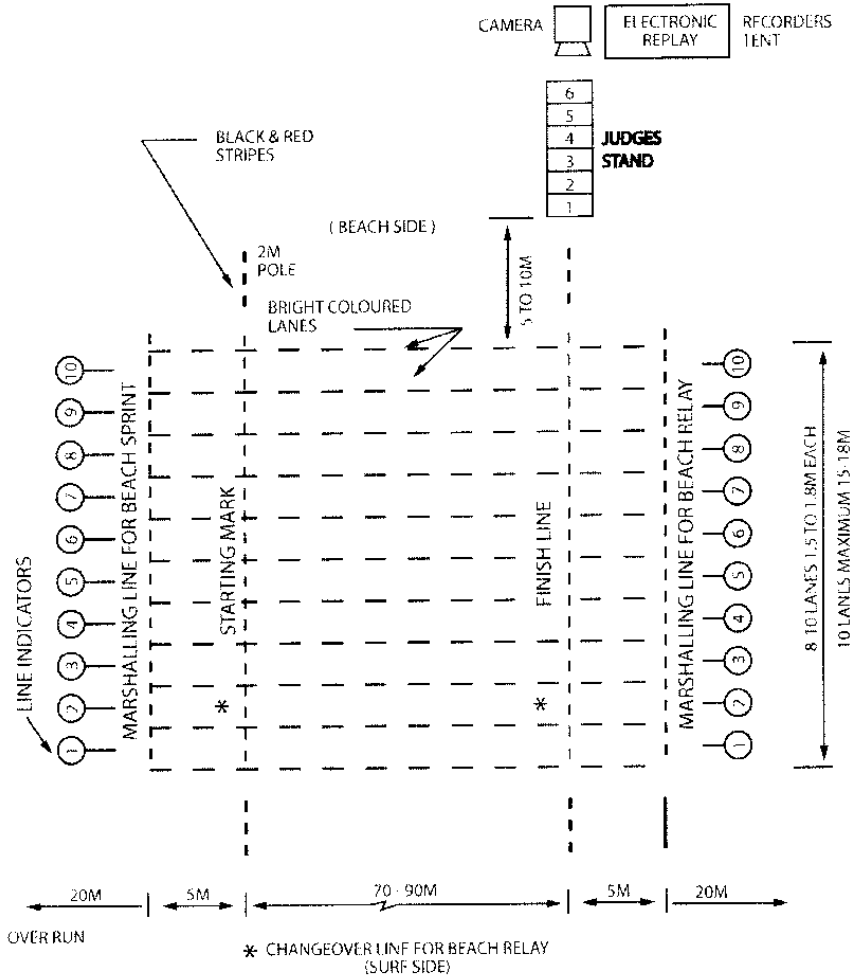 CAMERA
ELECTRONIC
REPLAY
RECORDERS
TENT
6
5
4
3
2
1
JUDGES
STAND
BLACK & RED
STRIPES
( BEACH SIDE )
2M
POLE
5 TO 10M
BRIGHT COLOURED
LANES
10
9
8
7
6
5
4
3
2
1
LINE INDICATORS
MARSHALLING LINE FOR BEACH SPRINT
STARTING MARK
*
FINISH LINE
*
MARSHALLING LINE FOR BEACH RELAY
10
9
8
7
6
5
4
3
2
1
8 10 LANES 1.5 TO 1.8M EACH
10 LANES MAXIMUM 15-18M
20M
5M
70 - 90M
5M
20M
OVER RUN
* CHANGEOVER LINE FOR BEACH RELAY
(SURF SIDE)